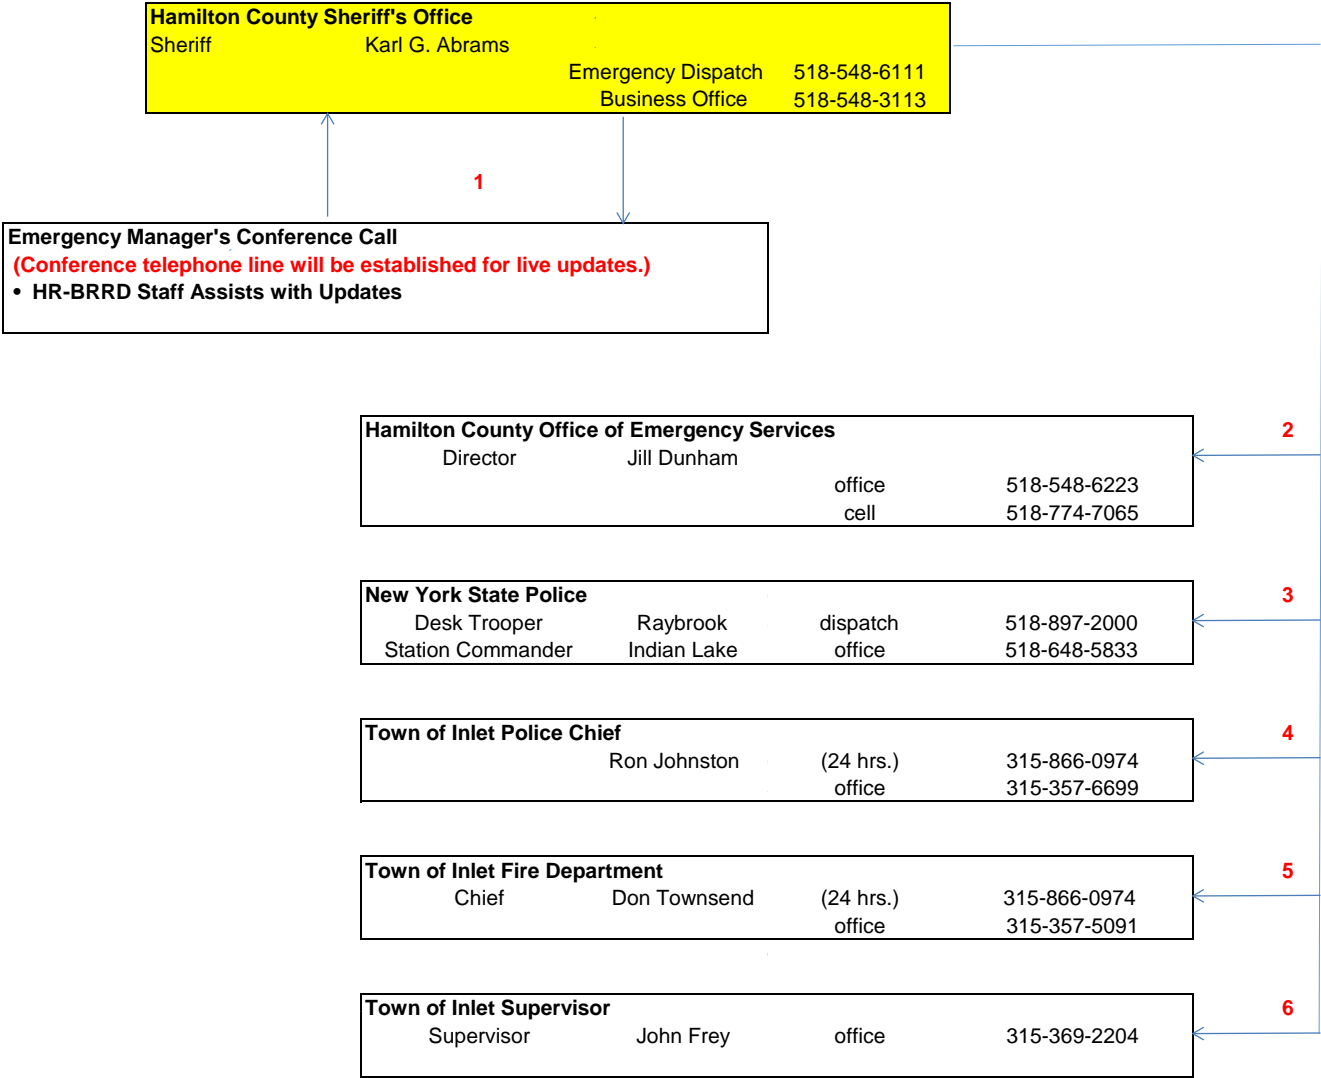 Hamilton County Sheriff's Office
Sheriff Karl G. Abrams
Emergency Dispatch 518-548-6111
Business Office 518-548-3113
1
Emergency Manager's Conference Call
(Conference telephone line will be established for live updates.)
• HR-BRRD Staff Assists with Updates
Hamilton County Office of Emergency Services 2
Director Jill Dunham
office 518-548-6223
cell 518-774-7065
New York State Police 3
Desk Trooper Raybrook dispatch 518-897-2000
Station Commander Indian Lake office 518-648-5833
Town of Inlet Police Chief 4
Ron Johnston (24 hrs.) 315-866-0974
office 315-357-6699
Town of Inlet Fire Department 5
Chief Don Townsend (24 hrs.) 315-866-0974
office 315-357-5091
Town of Inlet Supervisor 6
Supervisor John Frey office 315-369-2204